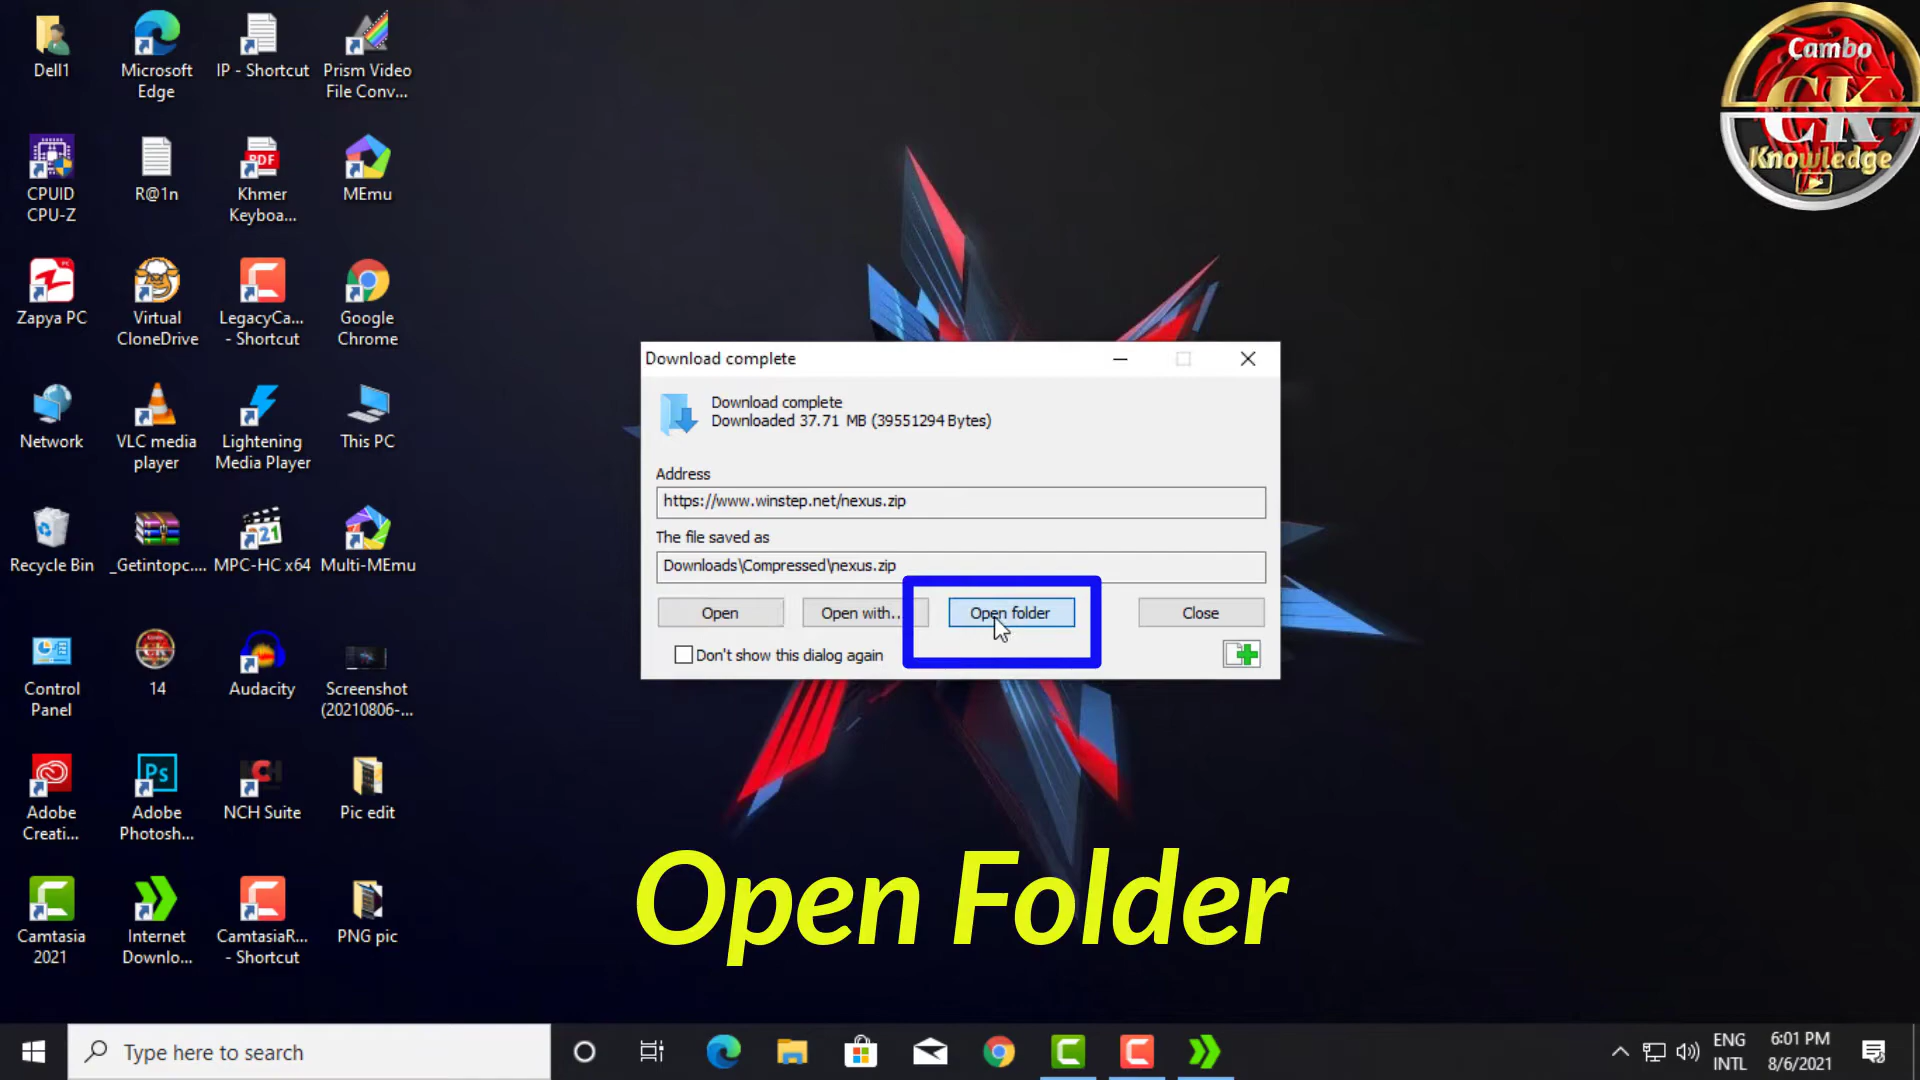 Dell1
Microsoft
Edge
IP - Shortcut
Prism Video
File Conv...
CPUID
CPU-Z
R@1n
PDF
Khmer
Keyboa...
MEmu
Zapya PC
Virtual
CloneDrive
LegacyCa...
- Shortcut
Google
Chrome
Network
VLC media
player
Lightening
Media Player
This PC
Recycle Bin
_Getintopc....
321
MPC-HC x64
Multi-MEmu
Control
Panel
14
Audacity
Screenshot
(20210806-...
Adobe
Creati...
Ps
Adobe
Photosh...
NCH
NCH Suite
Pic edit
Camtasia
2021
Internet
Downlo...
CamtasiaR...
- Shortcut
PNG pic
Cambo
CK
Knowledge
Download complete
Download complete
Downloaded 37.71 MB (39551294 Bytes)
Address
https://www.winstep.net/nexus.zip
The file saved as
Downloads\Compressed\nexus.zip
Open
Open with...
Open folder
Close
Don't show this dialog again
Open Folder
Type here to search
ENG
INTL
6:01 PM
8/6/2021